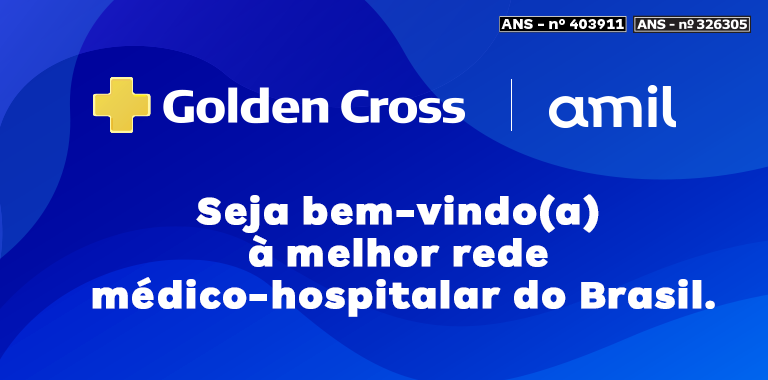 ANS - nº 403911 ANS - nº 326305
Golden Cross amil
Seja bem-vindo(a)
à melhor rede
médico-hospitalar do Brasil.